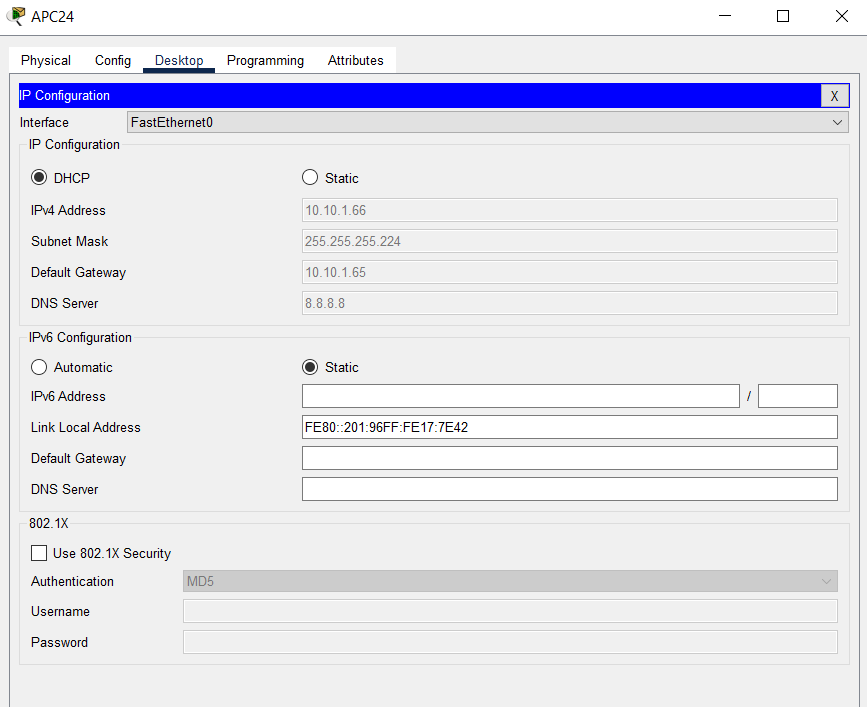 APC24
Physical Config Desktop Programming Attributes
IP Configuration X
Interface FastEthernet0
IP Configuration
DHCP Static
IPv4 Address 10.10.1.66
Subnet Mask 255.255.255.224
Default Gateway 10.10.1.65
DNS Server 8.8.8.8
IPv6 Configuration
Automatic Static
IPv6 Address /
Link Local Address FE80::201:96FF:FE17:7E42
Default Gateway
DNS Server
802.1X
Use 802.1X Security
Authentication MD5
Username
Password